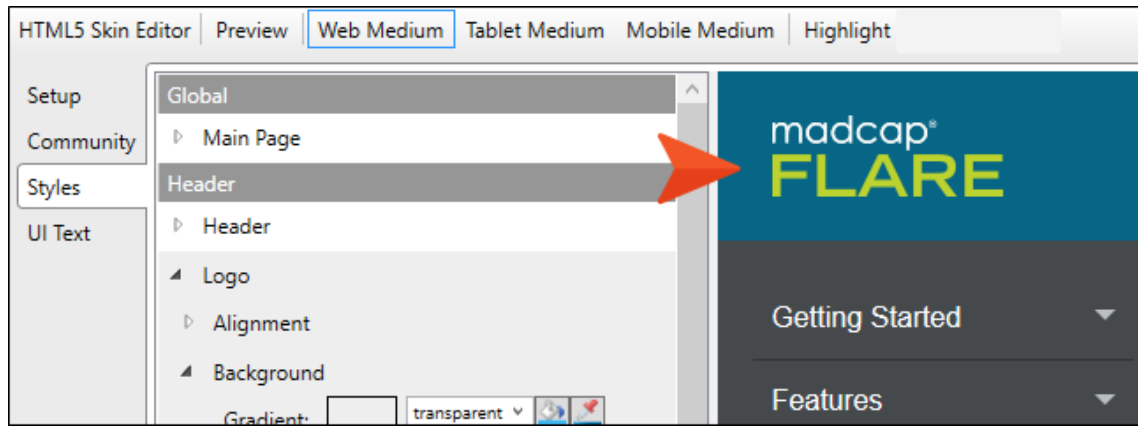 HTML5 Skin Editor Preview Web Medium Tablet Medium Mobile Medium Highlight
Setup
Community
Styles
UI Text
Global
Main Page
Header
Header
Logo
Alignment
Background
Gradient: transparent
madcap®
FLARE
Getting Started
Features